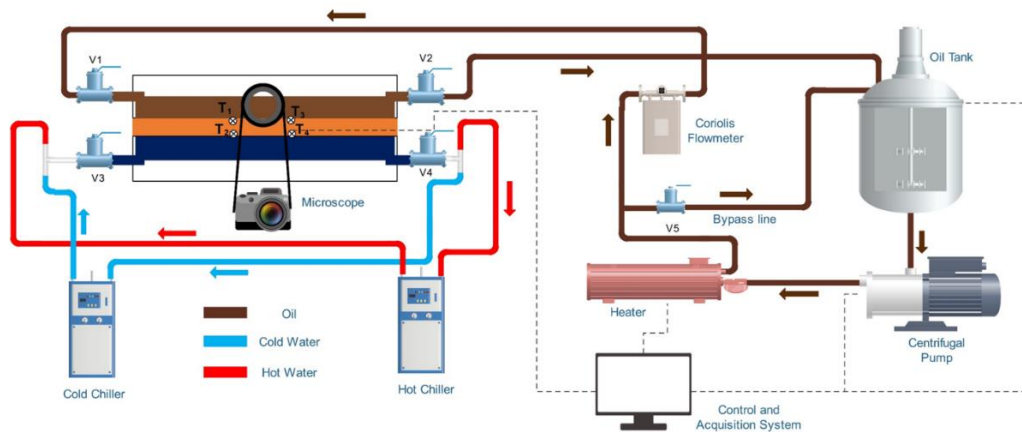 V1
V2
Oil Tank
T1
T3
T2
T4
Coriolis
Flowmeter
V3
V4
Microscope
Bypass line
V5
Heater
Oil
Cold Water
Hot Water
Centrifugal
Pump
Cold Chiller
Hot Chiller
Control and
Acquisition System